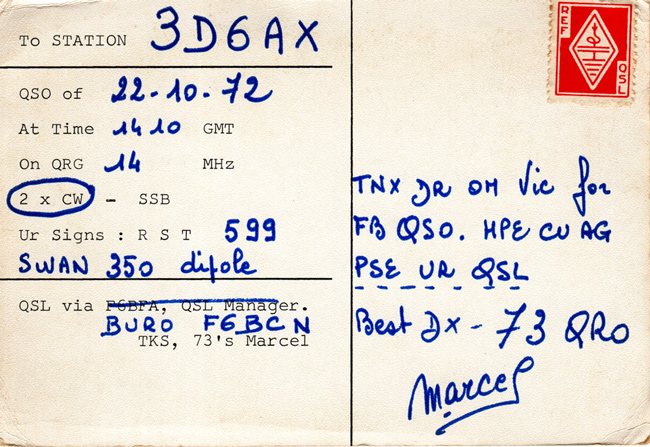 To STATION 3D6AX
QSO of 22-10-72
At Time 1410 GMT
On QRG 14 MHz
2 x CW - SSB
Ur Signs : R S T 599
SWAN 350 dipole
QSL via F6BFA, QSL Manager.
BURO F6BCN
TKS, 73's Marcel
REF
QSL
TNX DR OM Vic for
FB QSO. HPE CU AG
PSE UR QSL
Best DX - 73 QRO
Marcel